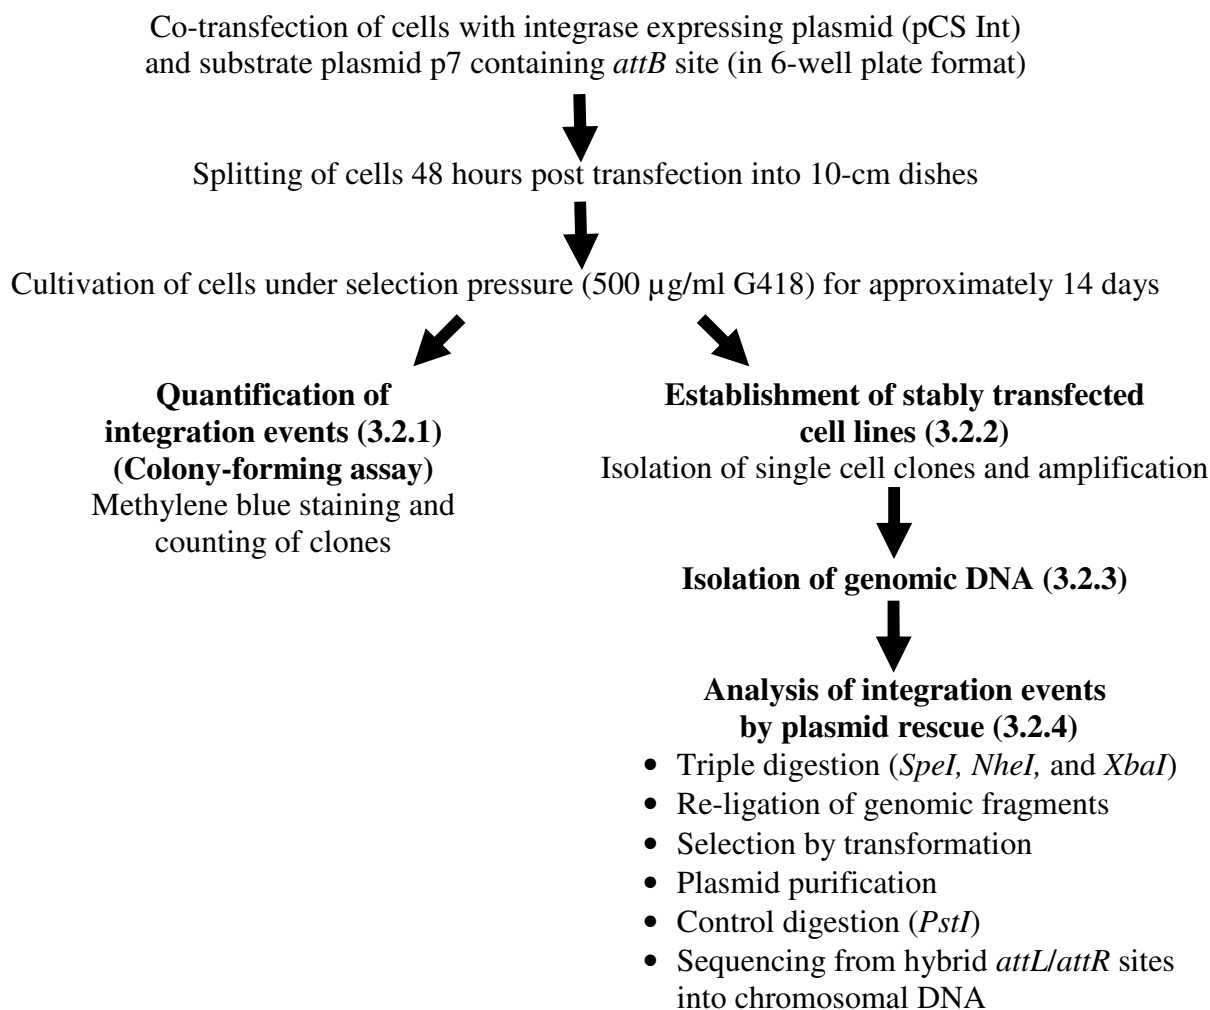 Co-transfection of cells with integrase expressing plasmid (pCS Int)
and substrate plasmid p7 containing attB site (in 6-well plate format)
Splitting of cells 48 hours post transfection into 10-cm dishes
Cultivation of cells under selection pressure (500 µg/ml G418) for approximately 14 days
Quantification of
integration events (3.2.1)
(Colony-forming assay)
Methylene blue staining and
counting of clones
Establishment of stably transfected
cell lines (3.2.2)
Isolation of single cell clones and amplification
Isolation of genomic DNA (3.2.3)
Analysis of integration events
by plasmid rescue (3.2.4)
• Triple digestion (SpeI, NheI, and XbaI)
• Re-ligation of genomic fragments
• Selection by transformation
• Plasmid purification
• Control digestion (PstI)
• Sequencing from hybrid attL/attR sites
into chromosomal DNA